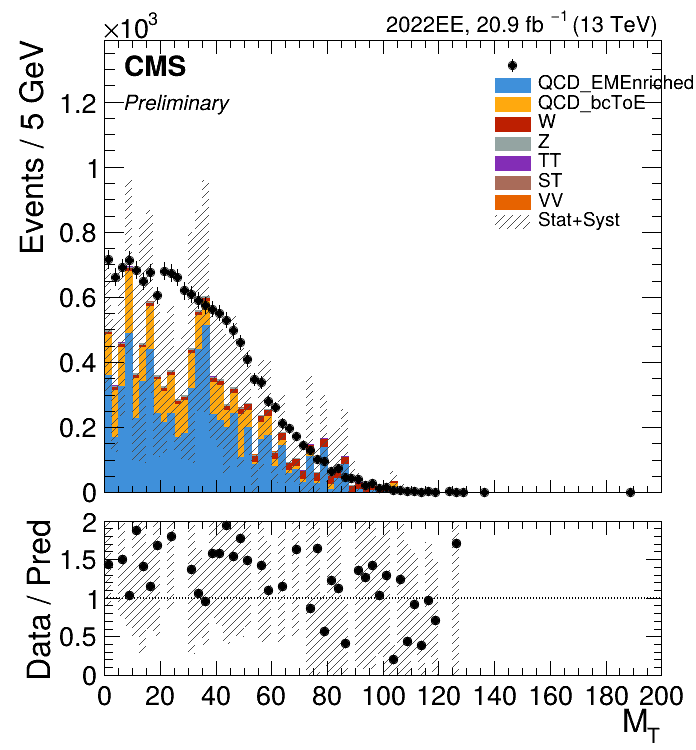 ×10³
2022EE, 20.9 fb ⁻¹ (13 TeV)
Events / 5 GeV
CMS
Preliminary
QCD_EMEnriched
QCD_bcToE
W
Z
TT
ST
VV
Stat+Syst
1.2
1
0.8
0.6
0.4
0.2
0
Data / Pred
2
1.5
1
0.5
0
0 20 40 60 80 100 120 140 160 180 200
M_T